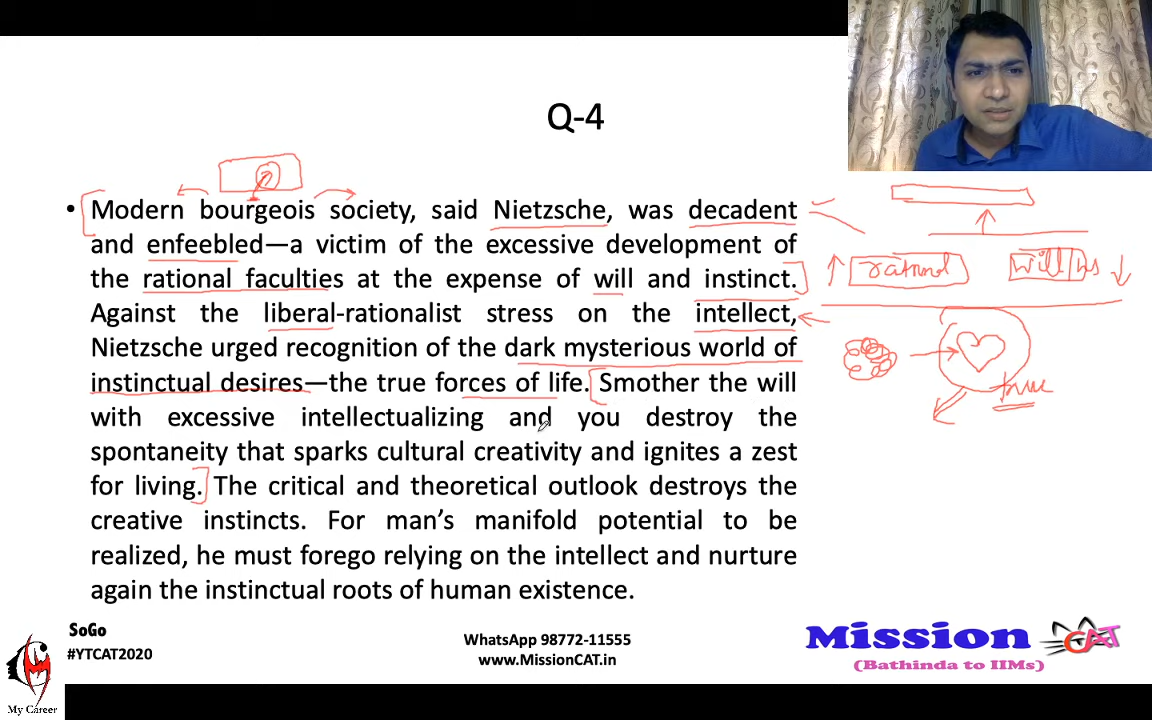 Q-4
• Modern bourgeois society, said Nietzsche, was decadent
and enfeebled—a victim of the excessive development of
the rational faculties at the expense of will and instinct.
Against the liberal-rationalist stress on the intellect,
Nietzsche urged recognition of the dark mysterious world of
instinctual desires—the true forces of life. Smother the will
with excessive intellectualizing and you destroy the
spontaneity that sparks cultural creativity and ignites a zest
for living. The critical and theoretical outlook destroys the
creative instincts. For man’s manifold potential to be
realized, he must forego relying on the intellect and nurture
again the instinctual roots of human existence.
rational
will
true
SoGo
#YTCAT2020
WhatsApp 98772-11555
www.MissionCAT.in
Mission CAT
(Bathinda to IIMs)
My Career